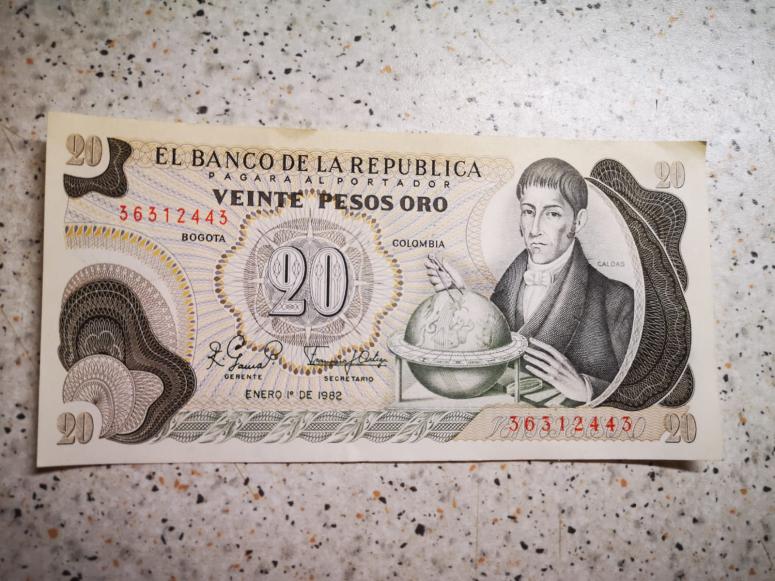 20
EL BANCO DE LA REPUBLICA
20
PAGARA AL PORTADOR
VEINTE PESOS ORO
36312443
BOGOTA
COLOMBIA
CALDAS
20
GERENTE
SECRETARIO
ENERO 1º DE 1982
20
36312443
20